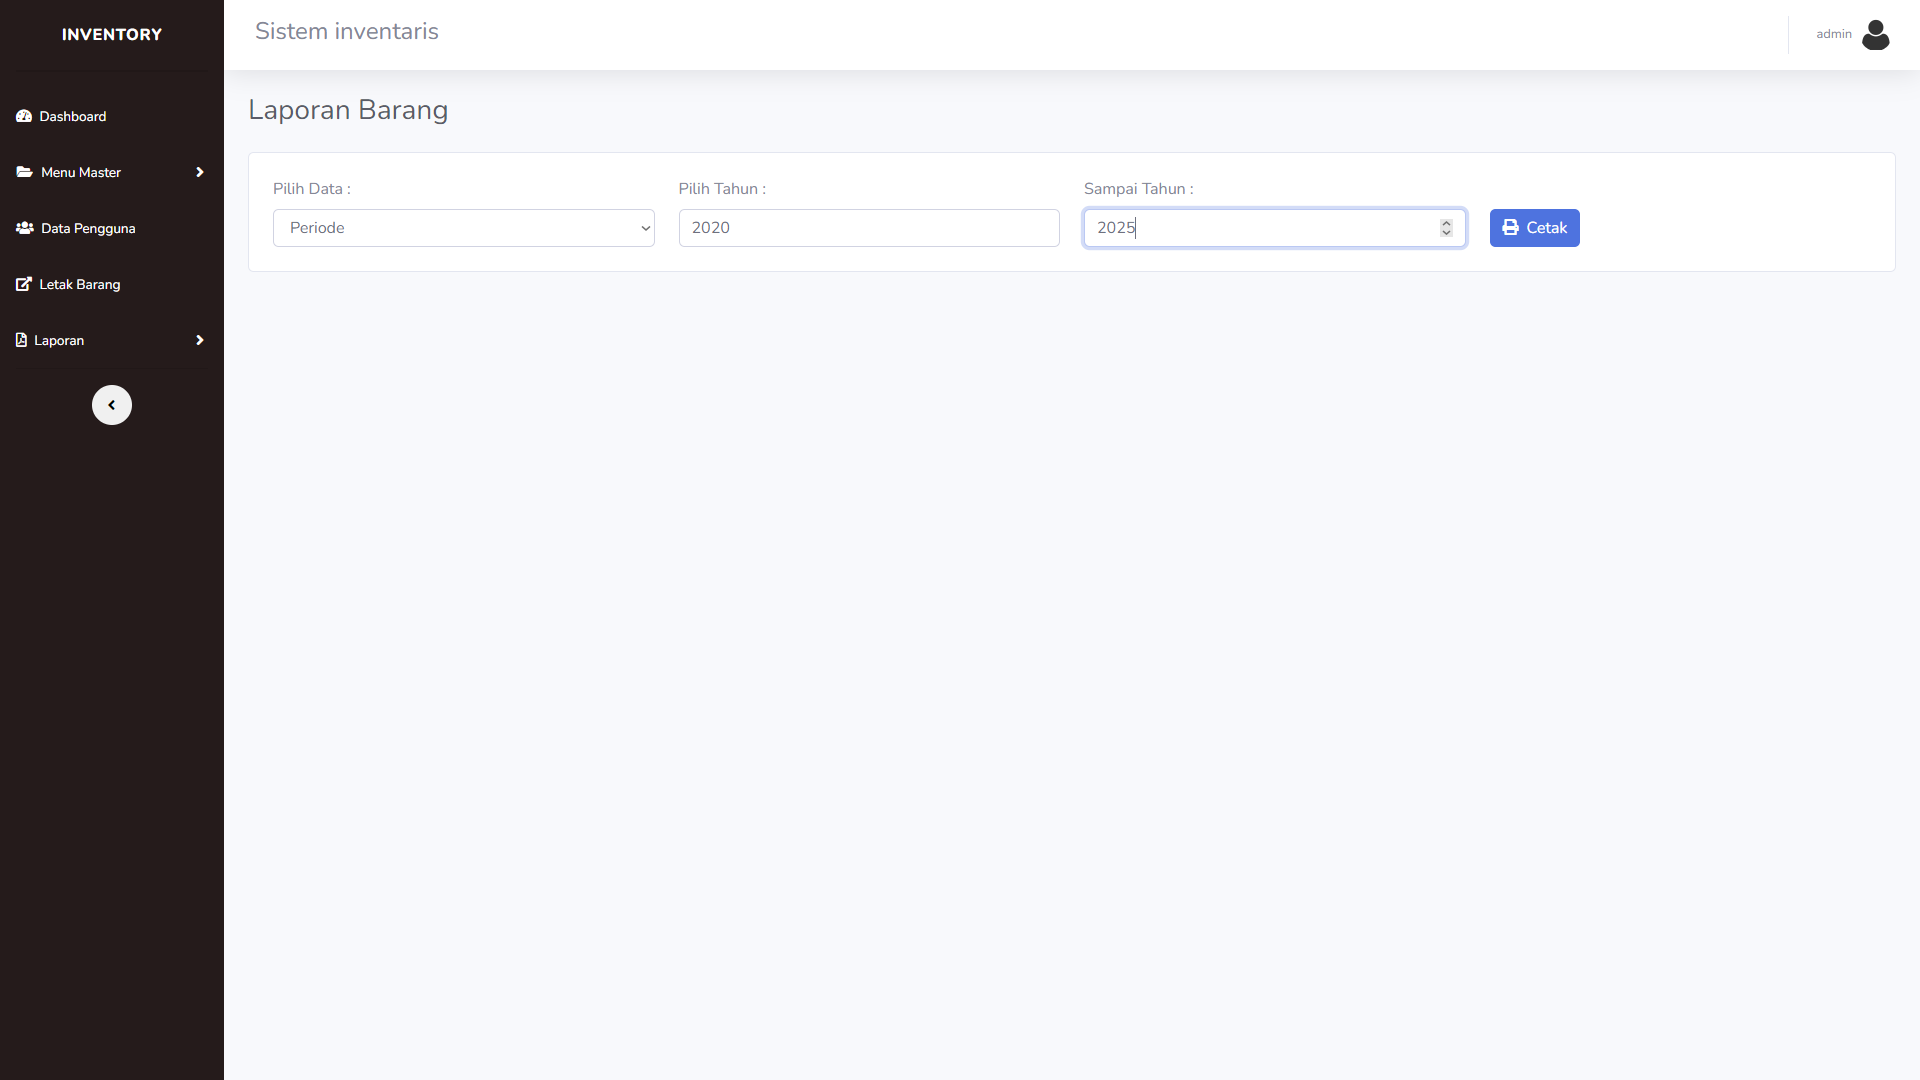 INVENTORY
Dashboard
Menu Master
Data Pengguna
Letak Barang
Laporan
Sistem inventaris
admin
Laporan Barang
Pilih Data :
Pilih Tahun :
Sampai Tahun :
Periode
2020
2025
Cetak